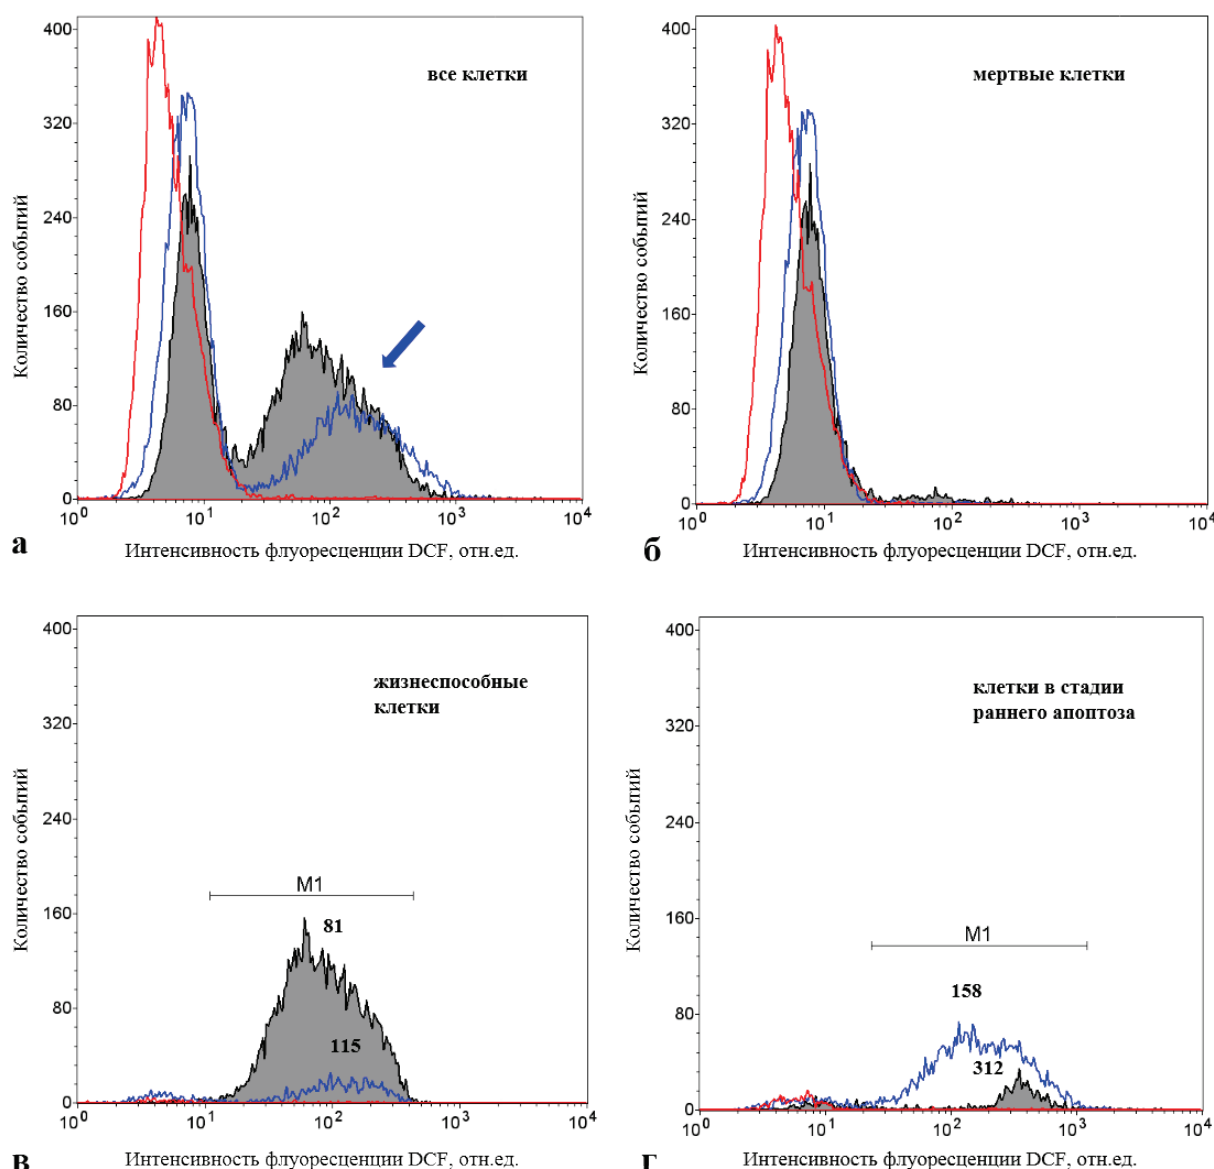 400
320
240
160
80
0
все клетки
Количество событий
10^0 10^1 10^2 10^3 10^4
Интенсивность флуоресценции DCF, отн.ед.
а
400
320
240
160
80
0
мертвые клетки
Количество событий
10^0 10^1 10^2 10^3 10^4
Интенсивность флуоресценции DCF, отн.ед.
б
400
320
240
160
80
0
жизнеспособные
клетки
M1
81
115
Количество событий
10^0 10^1 10^2 10^3 10^4
Интенсивность флуоресценции DCF, отн.ед.
в
400
320
240
160
80
0
клетки в стадии
раннего апоптоза
M1
158
312
Количество событий
10^0 10^1 10^2 10^3 10^4
Интенсивность флуоресценции DCF, отн.ед.
г